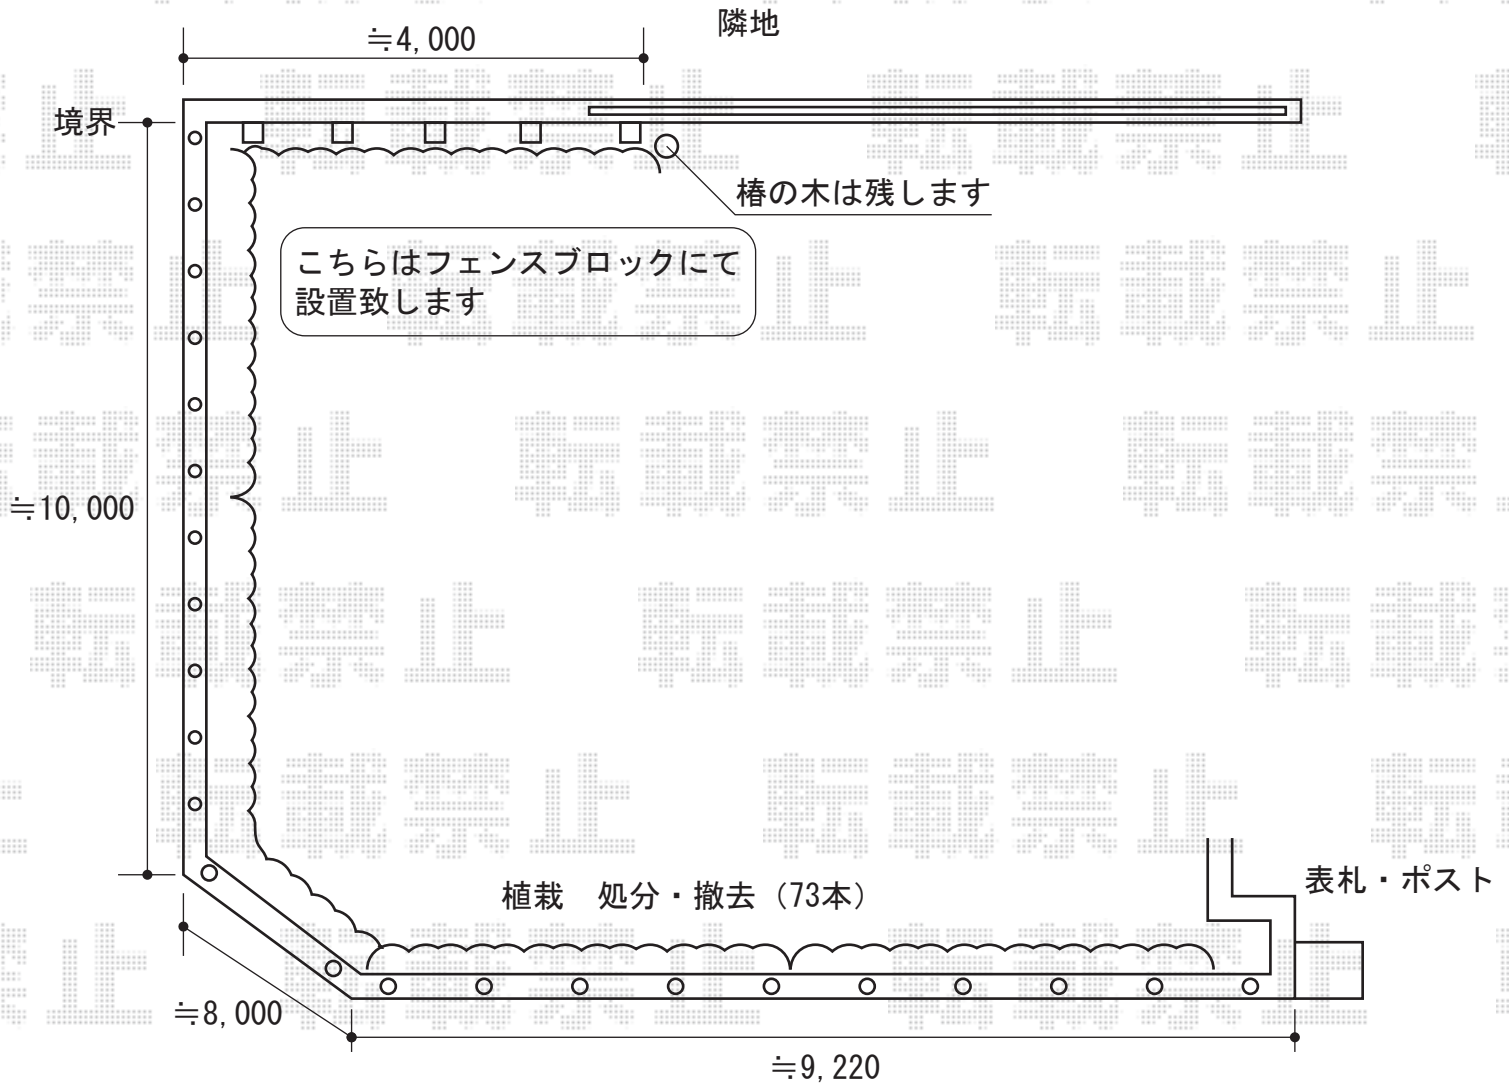 隣地
≒4,000
境界
椿の木は残します
こちらはフェンスブロックにて
設置致します
≒10,000
植栽　処分・撤去（73本）
表札・ポスト
≒8,000
≒9,220
転載禁止